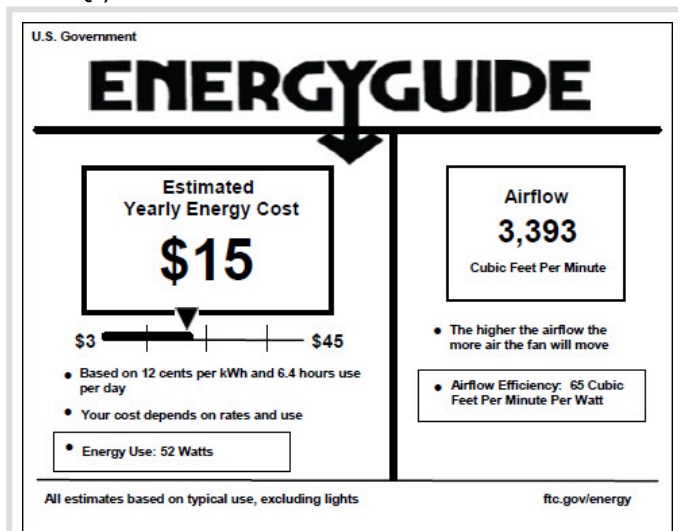 U.S. Government
ENERGYGUIDE
Estimated
Yearly Energy Cost
$15
$3
$45
• Based on 12 cents per kWh and 6.4 hours use
per day
• Your cost depends on rates and use
• Energy Use: 52 Watts
Airflow
3,393
Cubic Feet Per Minute
• The higher the airflow the
more air the fan will move
• Airflow Efficiency: 65 Cubic
Feet Per Minute Per Watt
All estimates based on typical use, excluding lights
ftc.gov/energy